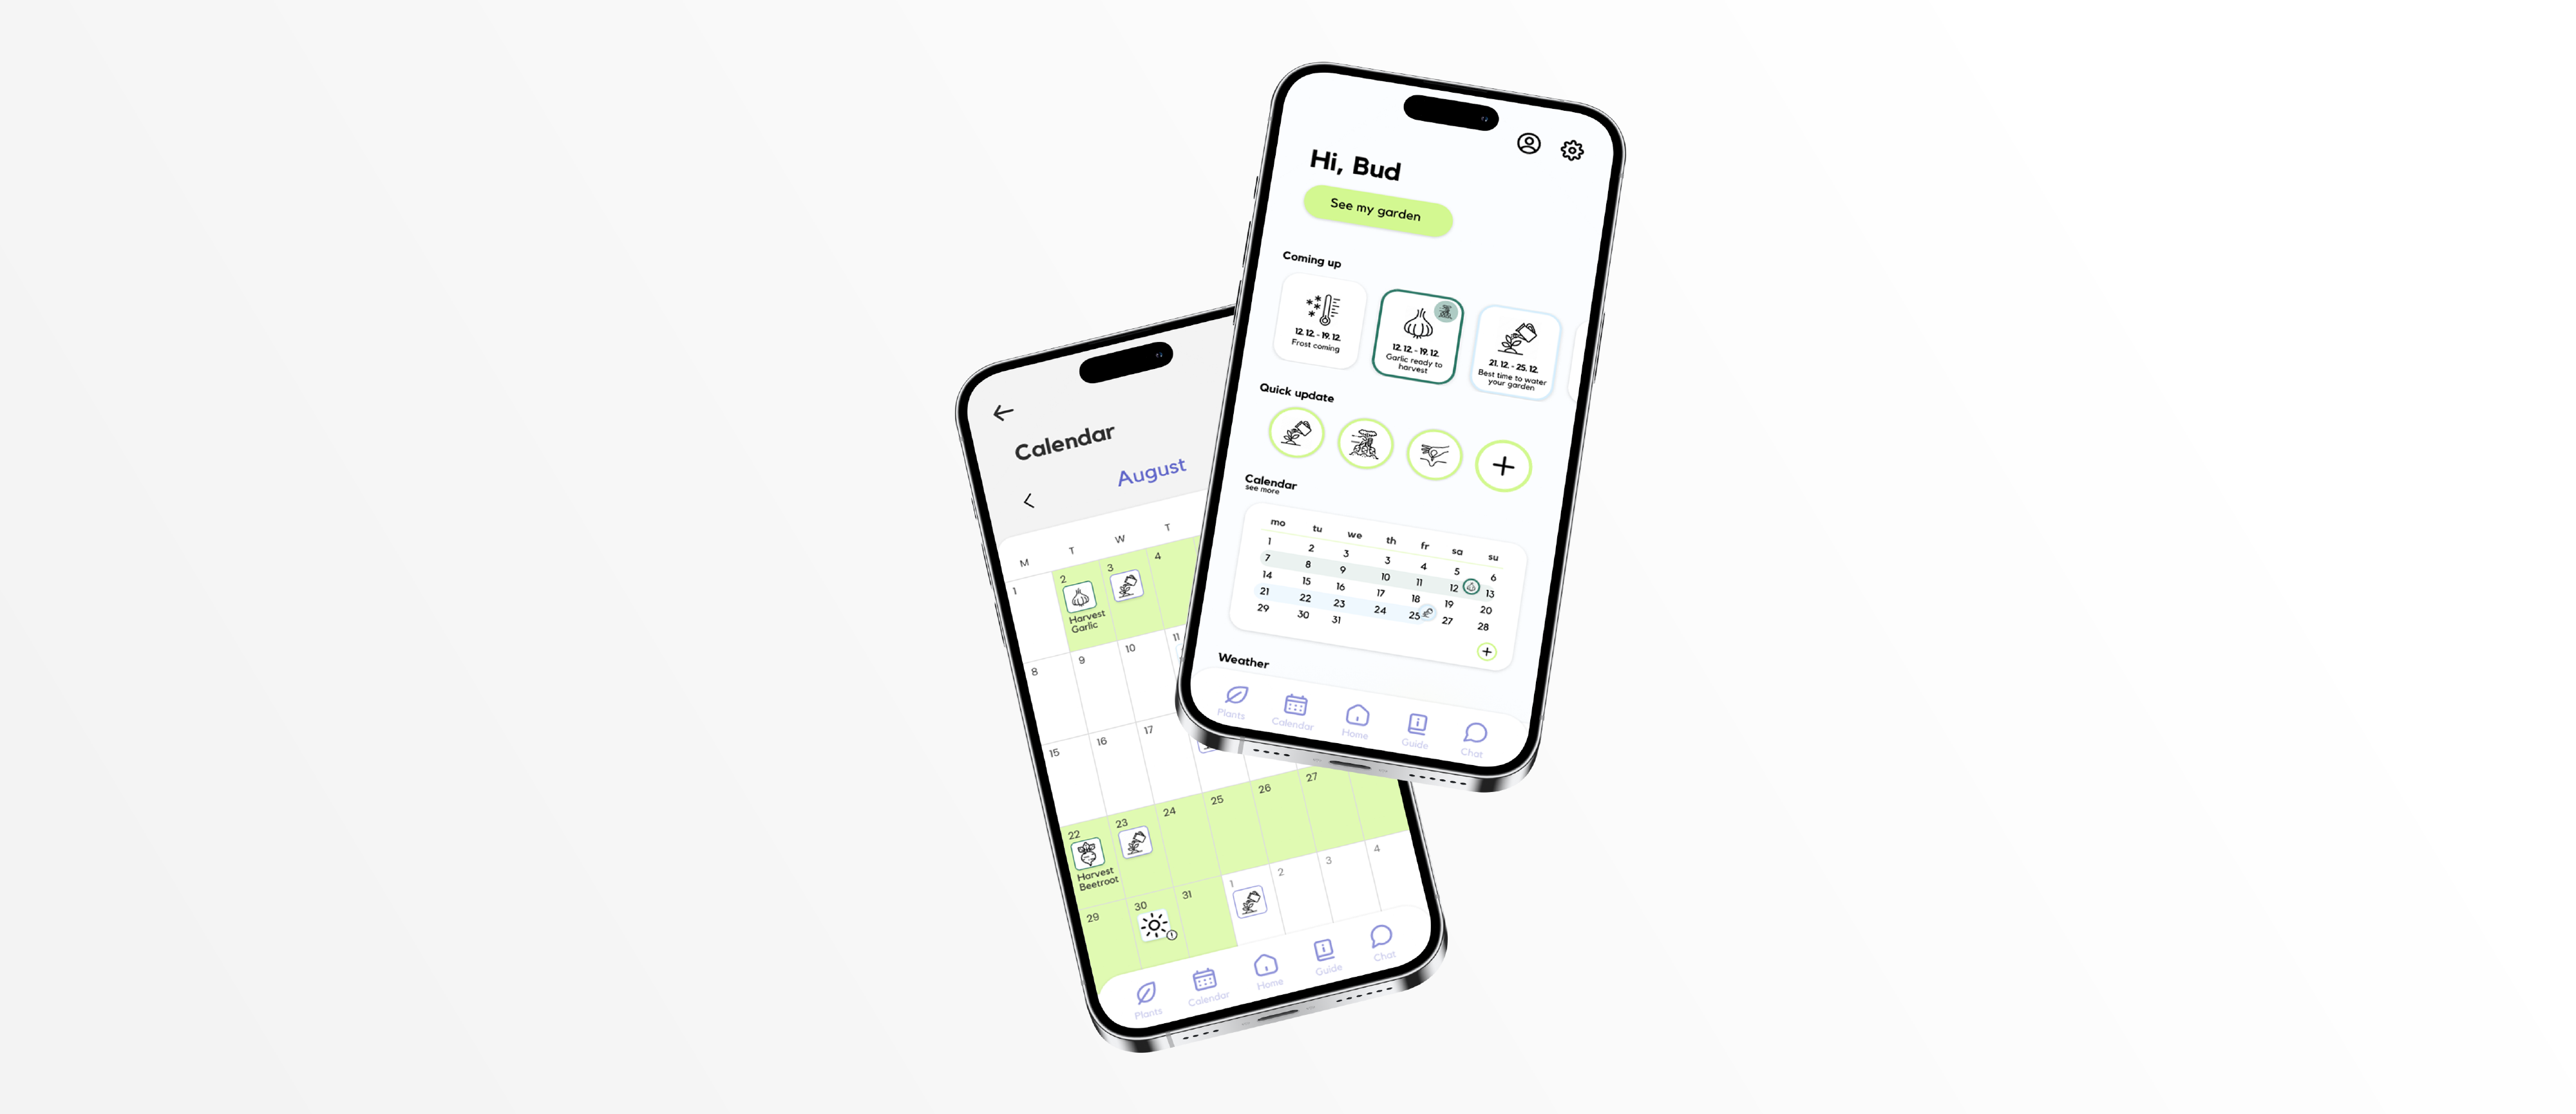 Hi, Bud
See my garden
Coming up
12. 12. - 19. 12.
Frost coming
12. 12. - 19. 12.
Garlic ready to
harvest
21. 12. - 25. 12.
Best time to water
your garden
Quick update
Calendar
see more
mo tu we th fr sa su
1 2 3 3 4 5 6
7 8 9 10 11 12 13
14 15 16 17 18 19 20
21 22 23 24 25 27 28
29 30 31
Weather
Plants Calendar Home Guide Chat
Calendar
August
M T W T
1 2 3 4
Harvest
Garlic
8 9 10 11
15 16 17
22 23 24 25 26 27
Harvest
Beetroot
29 30 31 1 2 3 4
Plants Calendar Home Guide Chat